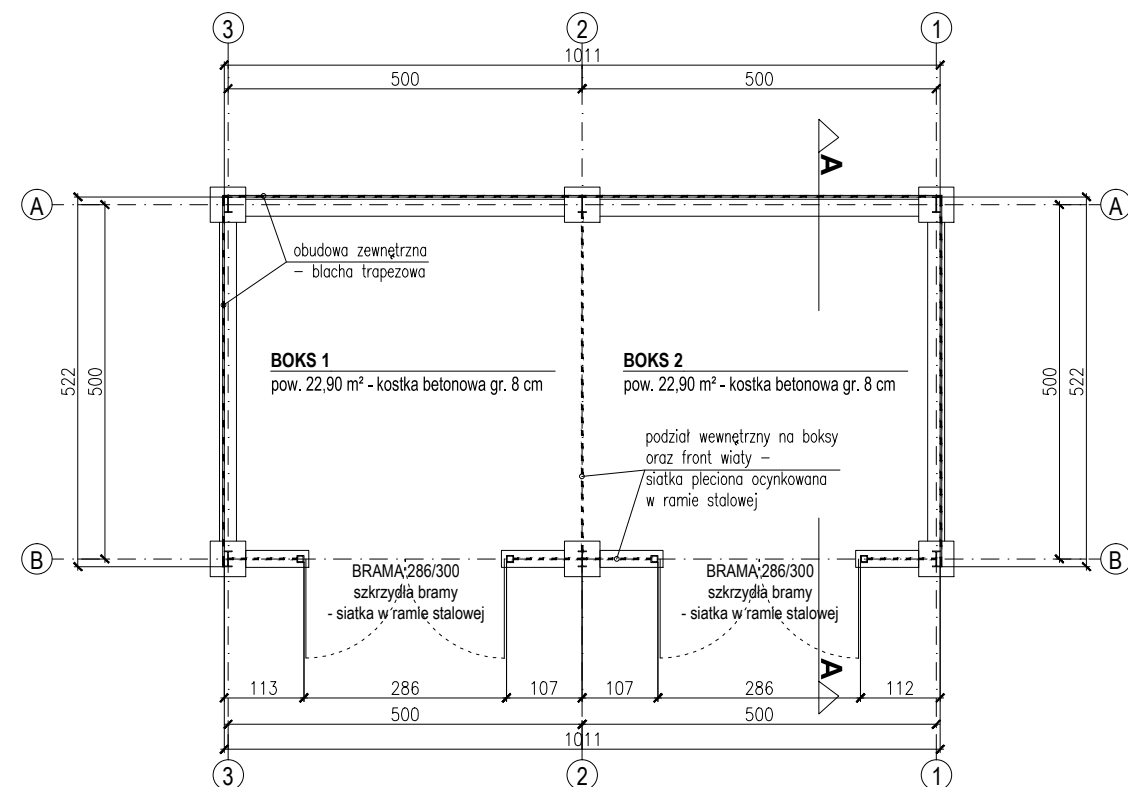 3
2
1
1011
500
500
A
A
A
obudowa zewnętrzna
– blacha trapezowa
522
500
500
522
BOKS 1
pow. 22,90 m² - kostka betonowa gr. 8 cm
BOKS 2
pow. 22,90 m² - kostka betonowa gr. 8 cm
podział wewnętrzny na boksy
oraz front wiaty –
siatka pleciona ocynkowana
w ramie stalowej
B
B
BRAMA 286/300
szkrzydła bramy
- siatka w ramie stalowej
BRAMA 286/300
szkrzydła bramy
- siatka w ramie stalowej
A
113
286
107
107
286
112
500
500
1011
3
2
1